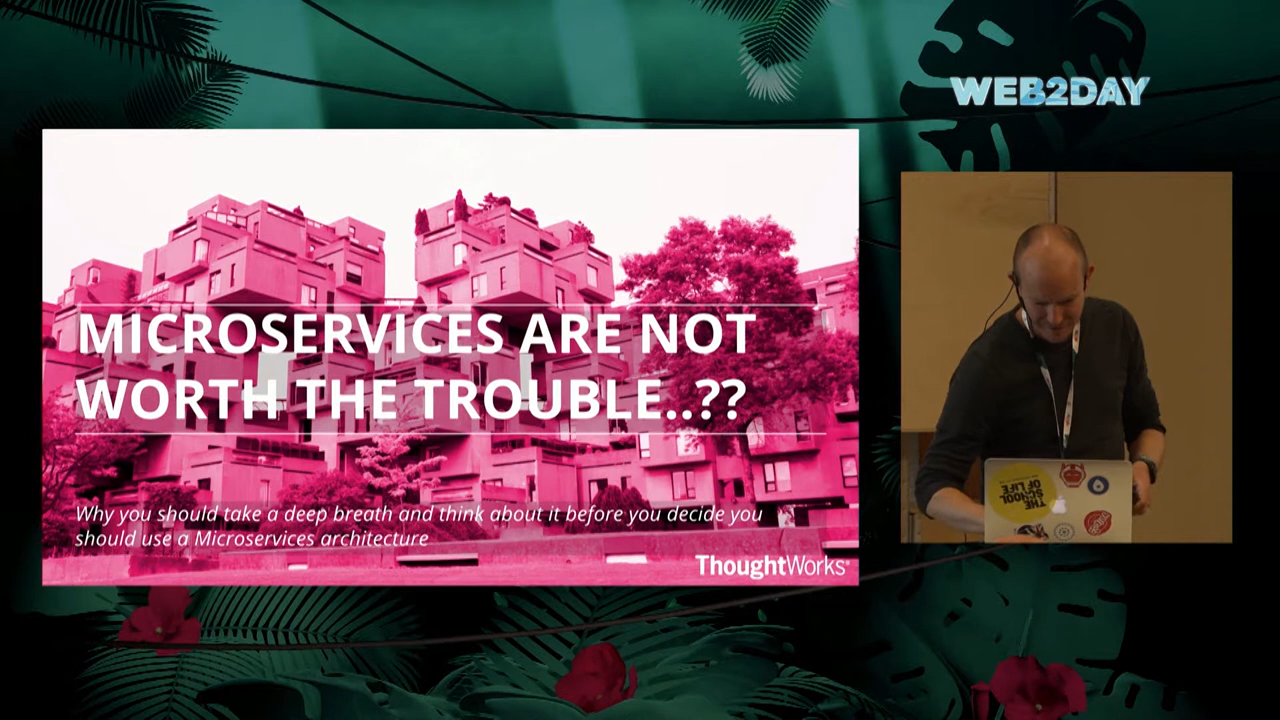 WEB2DAY
MICROSERVICES ARE NOT
WORTH THE TROUBLE..??
Why you should take a deep breath and think about it before you decide you
should use a Microservices architecture
ThoughtWorks
THE
SCHOOL
OF LIFE